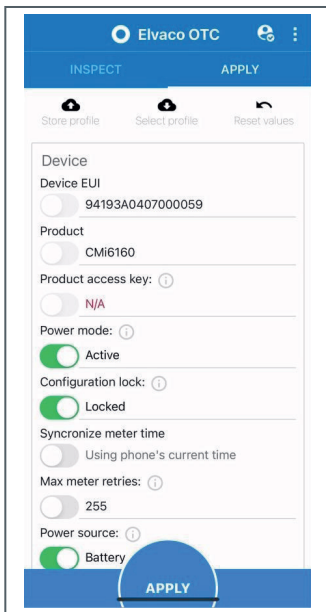 Elvaco OTC
INSPECT APPLY
Store profile Select profile Reset values
Device
Device EUI
94193A0407000059
Product
CMi6160
Product access key: i
N/A
Power mode: i
Active
Configuration lock: i
Locked
Syncronize meter time
Using phone's current time
Max meter retries: i
255
Power source: i
Battery
APPLY